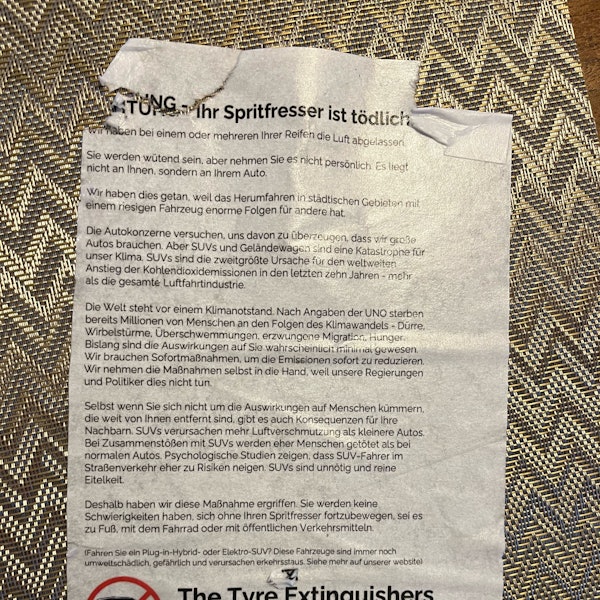 ACHTUNG - Ihr Spritfresser ist tödlich
Wir haben bei einem oder mehreren Ihrer Reifen die Luft abgelassen.
Sie werden wütend sein, aber nehmen Sie es nicht persönlich. Es liegt
nicht an Ihnen, sondern an Ihrem Auto.
Wir haben dies getan, weil das Herumfahren in städtischen Gebieten mit
einem riesigen Fahrzeug enorme Folgen für andere hat.
Die Autokonzerne versuchen, uns davon zu überzeugen, dass wir große
Autos brauchen. Aber SUVs und Geländewagen sind eine Katastrophe für
unser Klima. SUVs sind die zweitgrößte Ursache für den weltweiten
Anstieg der Kohlendioxidemissionen in den letzten zehn Jahren - mehr
als die gesamte Luftfahrtindustrie.
Die Welt steht vor einem Klimanotstand. Nach Angaben der UNO sterben
bereits Millionen von Menschen an den Folgen des Klimawandels - Dürre,
Wirbelstürme, Überschwemmungen, erzwungene Migration, Hunger.
Bislang sind die Auswirkungen auf Sie wahrscheinlich minimal gewesen.
Wir brauchen Sofortmaßnahmen, um die Emissionen sofort zu reduzieren.
Wir nehmen die Maßnahmen selbst in die Hand, weil unsere Regierungen
und Politiker dies nicht tun.
Selbst wenn Sie sich nicht um die Auswirkungen auf Menschen kümmern,
die weit von Ihnen entfernt sind, gibt es auch Konsequenzen für Ihre
Nachbarn. SUVs verursachen mehr Luftverschmutzung als kleinere Autos.
Bei Zusammenstößen mit SUVs werden eher Menschen getötet als bei
normalen Autos. Psychologische Studien zeigen, dass SUV-Fahrer im
Straßenverkehr eher zu Risiken neigen. SUVs sind unnötig und reine
Eitelkeit.
Deshalb haben wir diese Maßnahme ergriffen. Sie werden keine
Schwierigkeiten haben, sich ohne Ihren Spritfresser fortzubewegen, sei es
zu Fuß, mit dem Fahrrad oder mit öffentlichen Verkehrsmitteln.
(Fahren Sie ein Plug-in-Hybrid- oder Elektro-SUV? Diese Fahrzeuge sind immer noch
umweltschädlich, gefährlich und verursachen erkehrsstaus. Siehe mehr auf unserer website)
The Tyre Extinguishers